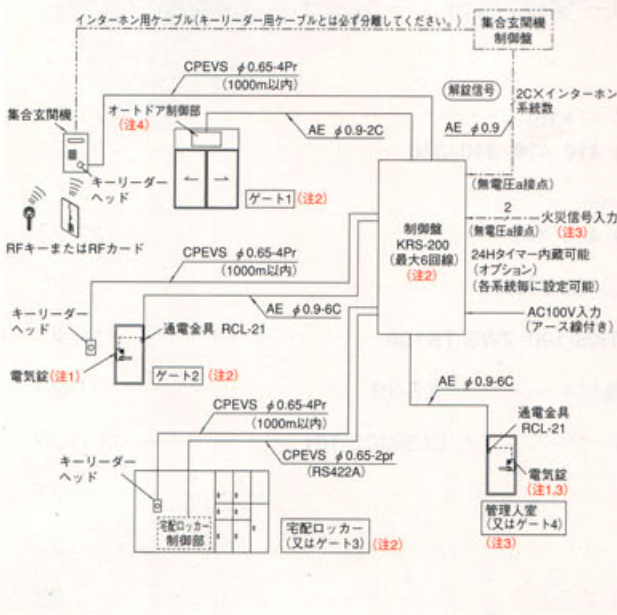 インターホン用ケーブル(キーリーダー用ケーブルとは必ず分離してください。)
集合玄関機
制御盤
CPEVS φ0.65-4Pr
(1000m以内)
解錠信号
2C×インターホン
系統数
オートドア制御部
(注4)
AE φ0.9-2C
AE φ0.9
集合玄関機
キーリーダー
ヘッド
ゲート1 (注2)
(無電圧a接点)
RFキーまたはRFカード
制御盤
KRS-200
(最大6回線)
(注2)
2
火災信号入力
(無電圧a接点)
(注3)
24Hタイマー内蔵可能
(オプション)
(各系統毎に設定可能)
CPEVS φ0.65-4Pr
(1000m以内)
AE φ0.9-6C
キーリーダー
ヘッド
通電金具 RCL-21
AC100V入力
(アース線付き)
電気錠(注1)
ゲート2 (注2)
AE φ0.9-6C
CPEVS φ0.65-4Pr
(1000m以内)
通電金具
RCL-21
キーリーダー
ヘッド
CPEVS φ0.65-2pr
(RS422A)
電気錠
(注1,3)
宅配ロッカー
制御部
宅配ロッカー
(又はゲート3)
(注2)
管理人室
(又はゲート4)
(注3)